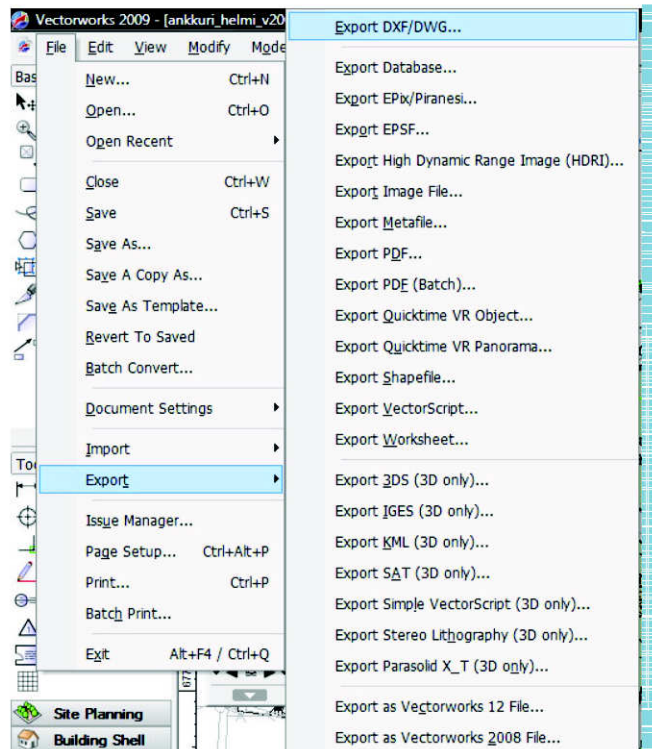 Vectorworks 2009 - [ankkuri_helmi_v20
File Edit View Modify Mode
Bas
New... Ctrl+N
Open... Ctrl+O
Open Recent
Close Ctrl+W
Save Ctrl+S
Save As...
Save A Copy As...
Save As Template...
Revert To Saved
Batch Convert...
Document Settings
Import
Export
Issue Manager...
Page Setup... Ctrl+Alt+P
Print... Ctrl+P
Batch Print...
Exit Alt+F4 / Ctrl+Q
Too
Site Planning
Building Shell
Export DXF/DWG...
Export Database...
Export EPix/Piranesi...
Export EPSF...
Export High Dynamic Range Image (HDRI)...
Export Image File...
Export Metafile...
Export PDF...
Export PDF (Batch)...
Export Quicktime VR Object...
Export Quicktime VR Panorama...
Export Shapefile...
Export VectorScript...
Export Worksheet...
Export 3DS (3D only)...
Export IGES (3D only)...
Export KML (3D only)...
Export SAT (3D only)...
Export Simple VectorScript (3D only)...
Export Stereo Lithography (3D only)...
Export Parasolid X_T (3D only)...
Export as Vectorworks 12 File...
Export as Vectorworks 2008 File...